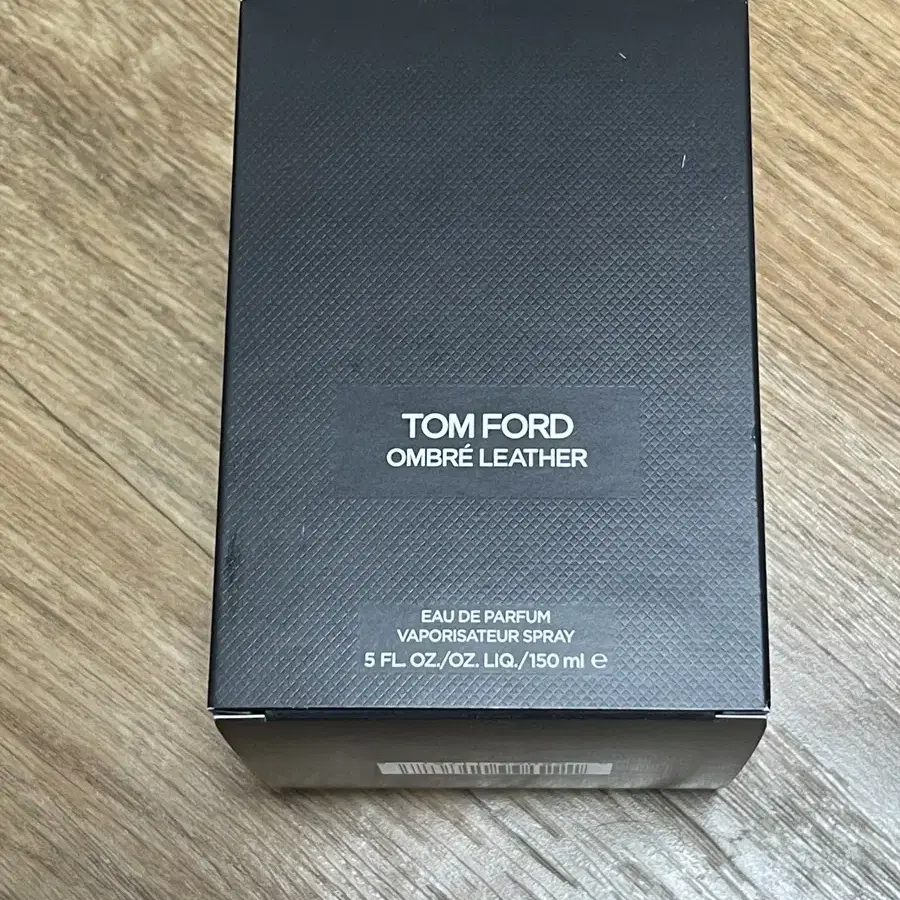 TOM FORD
OMBRÉ LEATHER
EAU DE PARFUM
VAPORISATEUR SPRAY
5 FL. OZ./OZ. LIQ./150 ml ℮